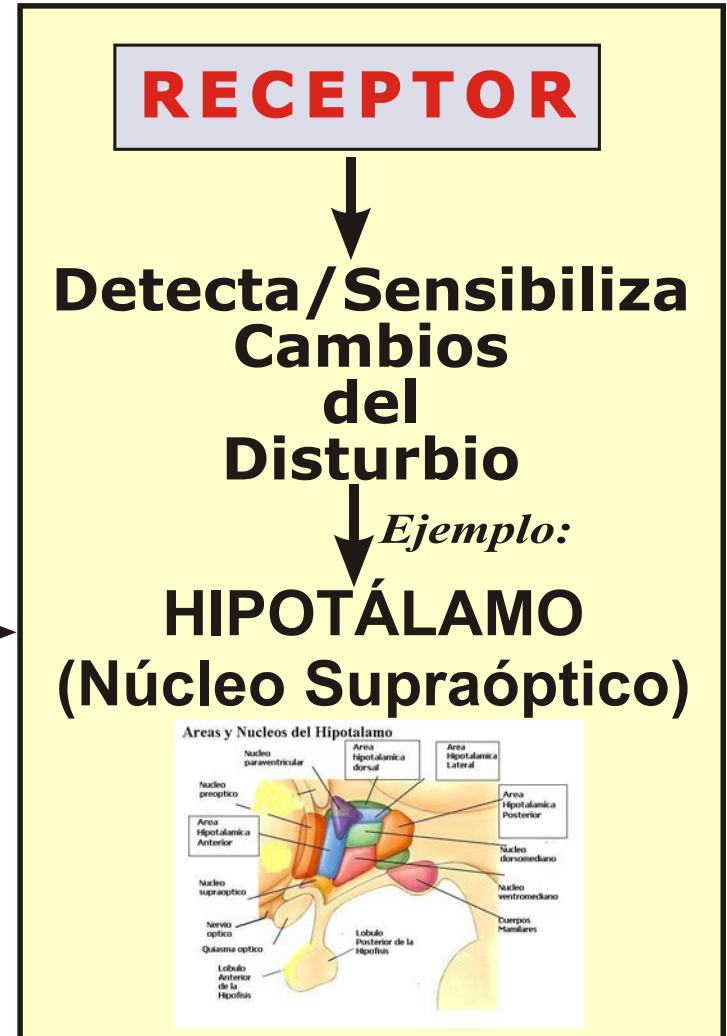 RECEPTOR
Detecta/Sensibiliza
Cambios
del
Disturbio
Ejemplo:
HIPOTÁLAMO
(Núcleo Supraóptico)
Areas y Nucleos del Hipotalamo
Nucleo
paraventricular
Area
hipotalamica
dorsal
Area
Hipotalamica
Lateral
Nucleo
preoptico
Area
Hipotalamica
Posterior
Area
Hipotalamica
Anterior
Nucleo
dorsomediano
Nucleo
supraoptico
Nucleo
ventromediano
Nervio
optico
Cuerpos
Mamilares
Quiasma optico
Lobulo
Posterior de la
Hipofisis
Lobulo
Anterior
de la
Hipofisis